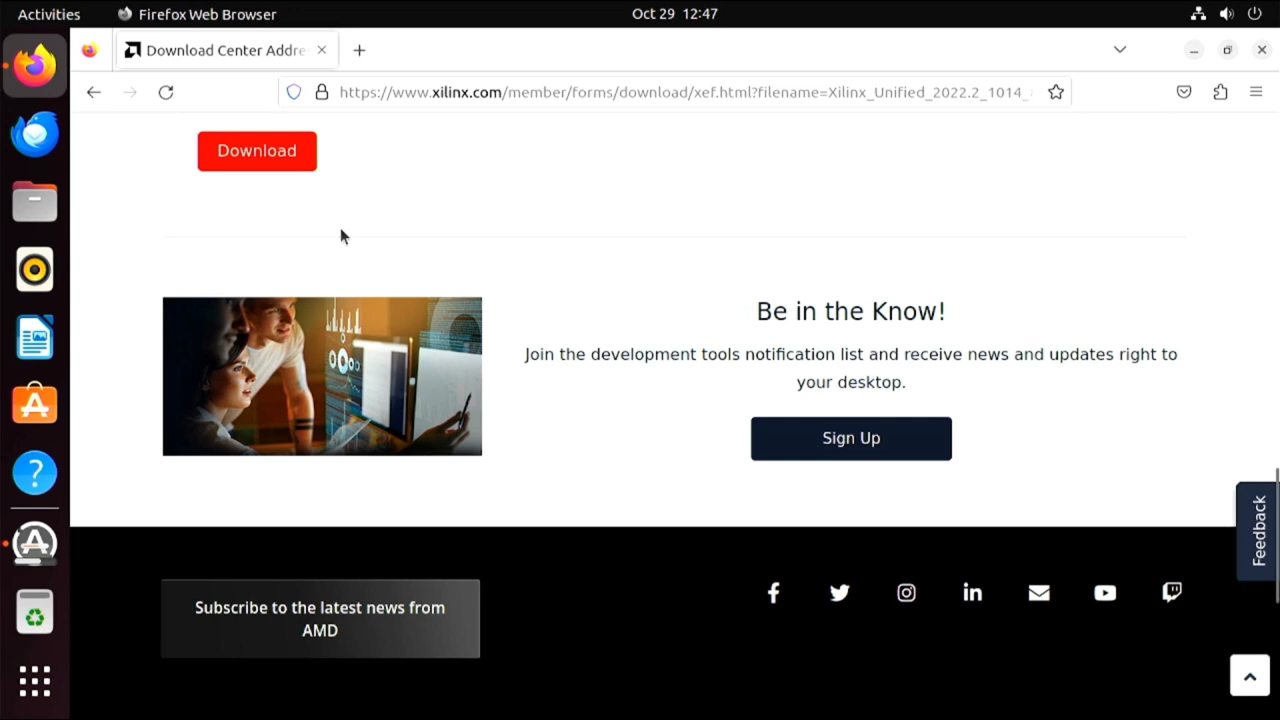 Activities
Firefox Web Browser
Oct 29 12:47
Download Center Addre
https://www.xilinx.com/member/forms/download/xef.html?filename=Xilinx_Unified_2022.2_1014_
Download
Be in the Know!
Join the development tools notification list and receive news and updates right to
your desktop.
Sign Up
Feedback
Subscribe to the latest news from
AMD